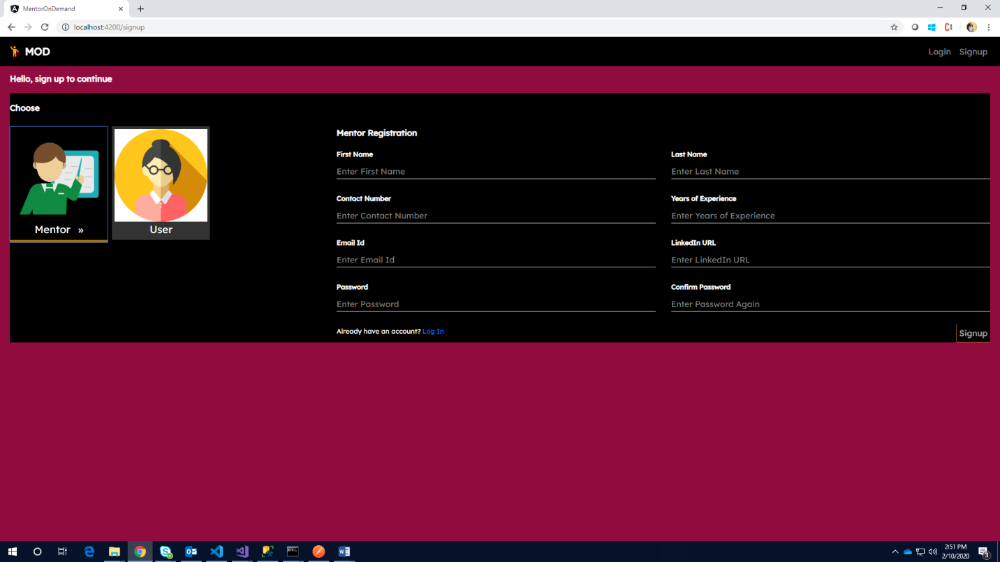 MentorOnDemand
localhost:4200/signup
MOD
Login Signup
Hello, sign up to continue
Choose
Mentor »
User
Mentor Registration
First Name
Enter First Name
Last Name
Enter Last Name
Contact Number
Enter Contact Number
Years of Experience
Enter Years of Experience
Email Id
Enter Email Id
LinkedIn URL
Enter LinkedIn URL
Password
Enter Password
Confirm Password
Enter Password Again
Already have an account? Log In
Signup
2:51 PM
2/10/2020
3